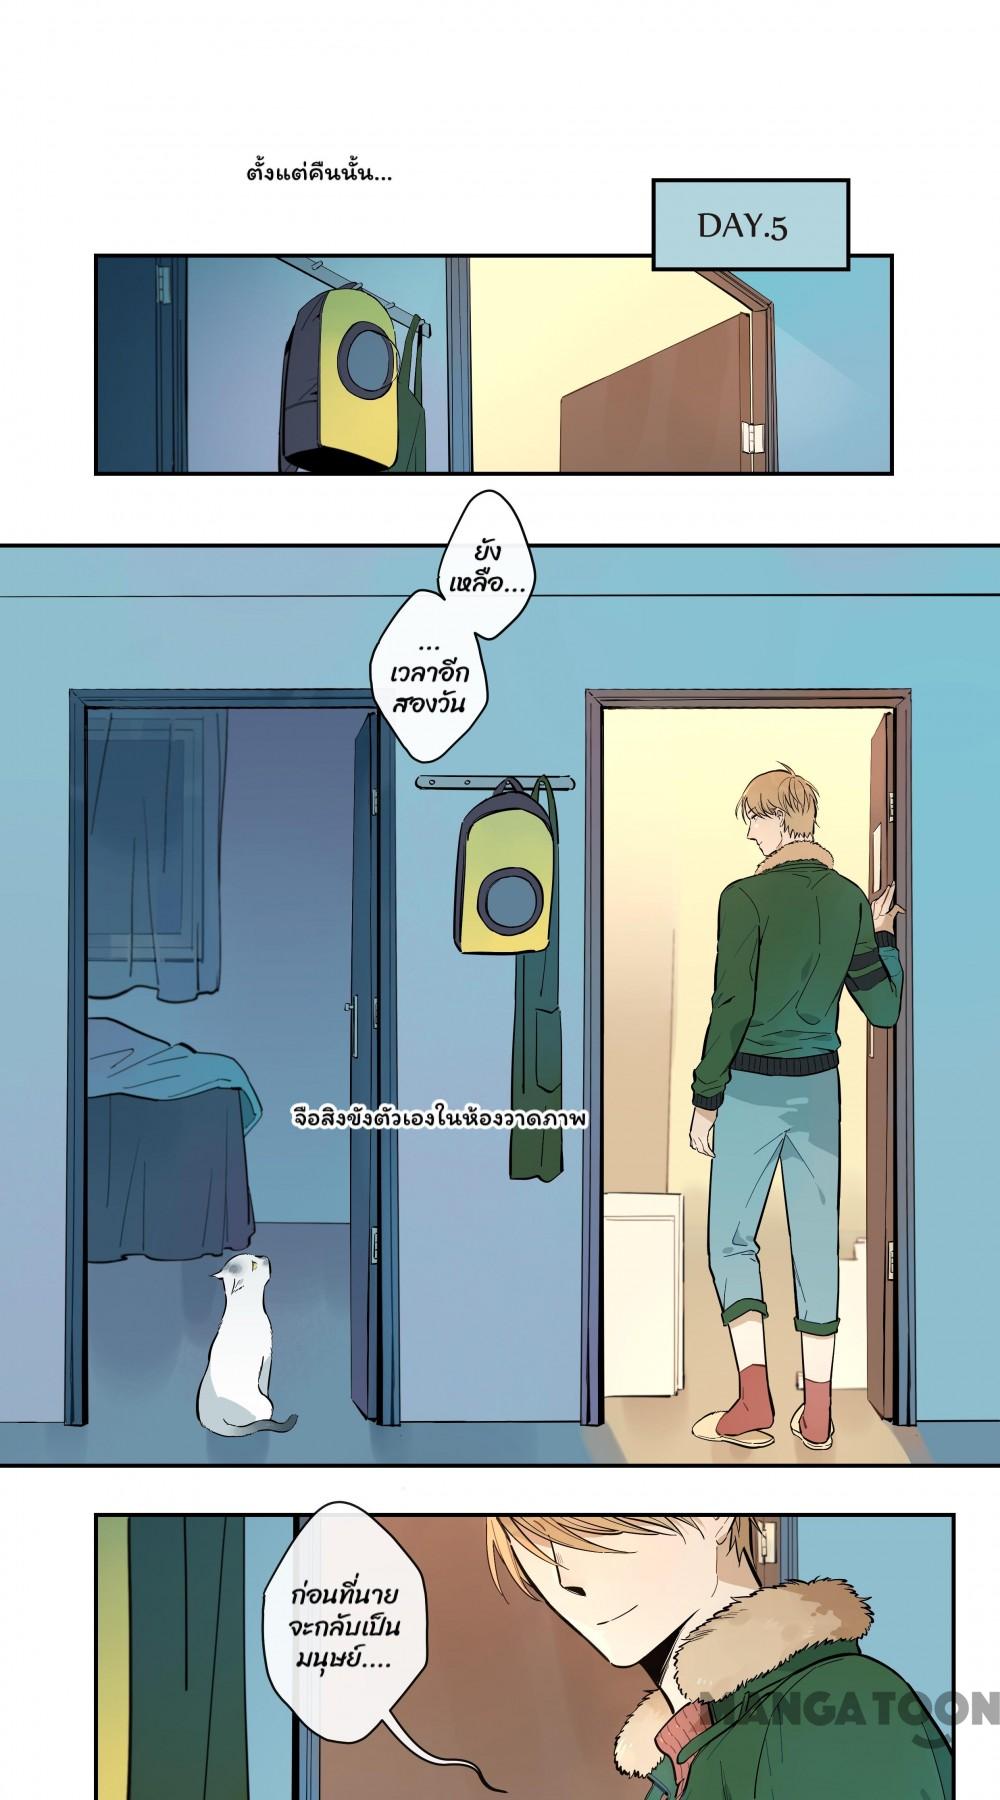 ตั้งแต่คืนนั้น...
DAY.5
ยัง
เหลือ...
...
เวลาอีก
สองวัน
จือสิงขังตัวเองในห้องวาดภาพ
ก่อนที่นาย
จะกลับเป็น
มนุษย์....
MANGATOON